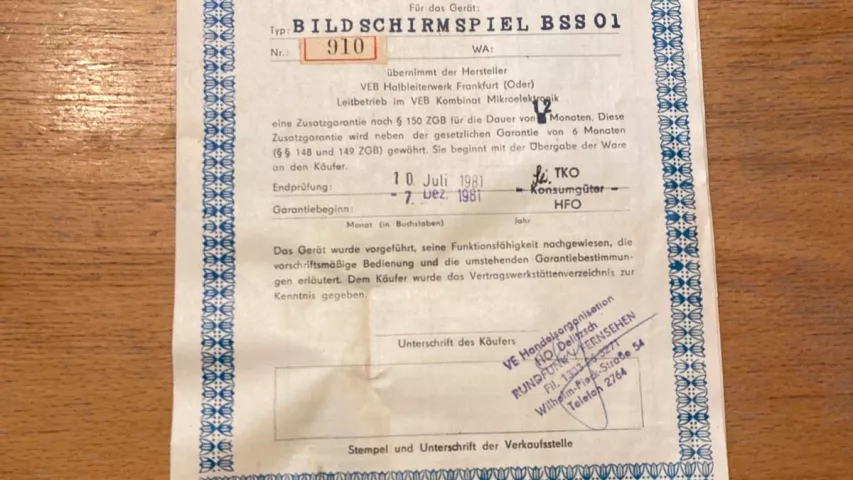 Für das Gerät:
Typ: BILDSCHIRMSPIEL BSS 01
Nr.: 910 WA:
übernimmt der Hersteller
VEB Halbleiterwerk Frankfurt (Oder)
Leitbetrieb im VEB Kombinat Mikroelektronik
eine Zusatzgarantie nach § 150 ZGB für die Dauer von 12 Monaten. Diese
Zusatzgarantie wird neben der gesetzlichen Garantie von 6 Monaten
(§ § 148 und 149 ZGB) gewährt. Sie beginnt mit der Übergabe der Ware
an den Käufer.
Endprüfung: 10. Juli 1981 TKO
- 7. Dez. 1981 - Konsumgüter -
Garantiebeginn: HFO
Monat (in Buchstaben) Jahr
Das Gerät wurde vorgeführt, seine Funktionsfähigkeit nachgewiesen, die
vorschriftsmäßige Bedienung und die umstehenden Garantiebestimmun-
gen erläutert. Dem Käufer wurde das Vertragswerkstättenverzeichnis zur
Kenntnis gegeben.
Unterschrift des Käufers
VE Handelsorganisation
HO Delitzsch
RUNDFUNK/FERNSEHEN
Fil.
Wilhelm-Pieck-Straße 54
Telefon 2764
Stempel und Unterschrift der Verkaufsstelle